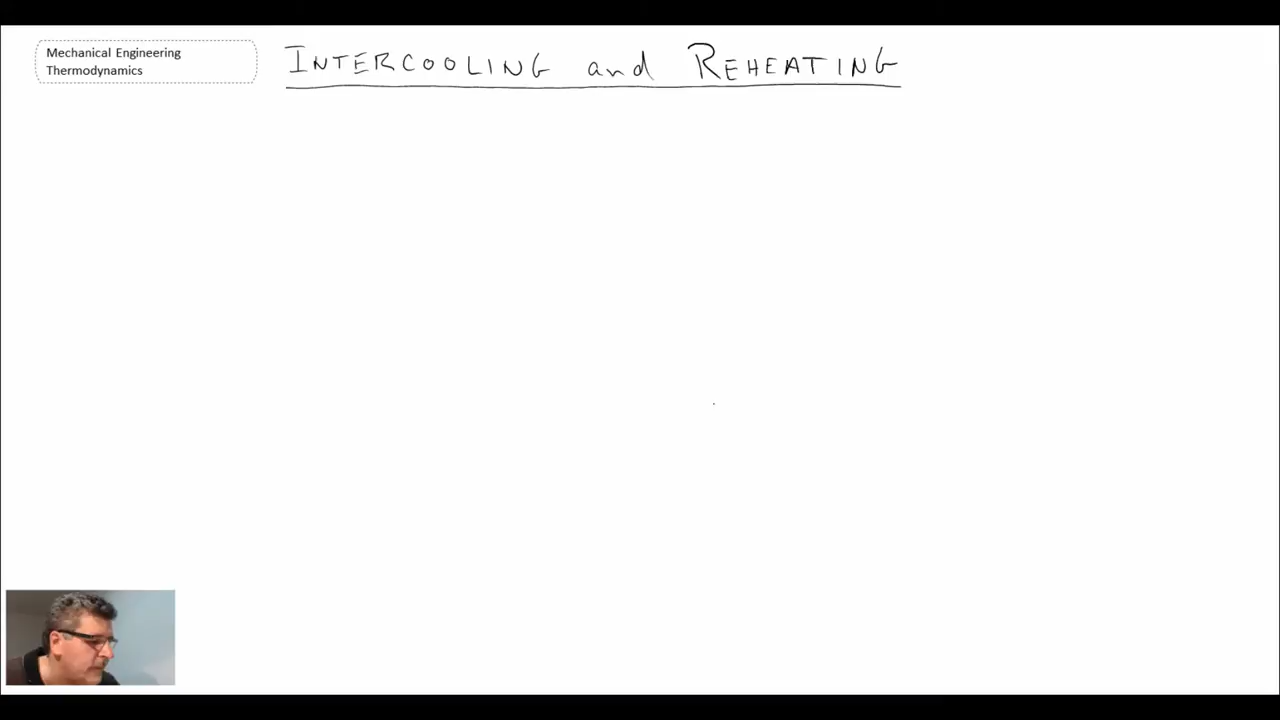 Mechanical Engineering
Thermodynamics
INTERCOOLING and REHEATING